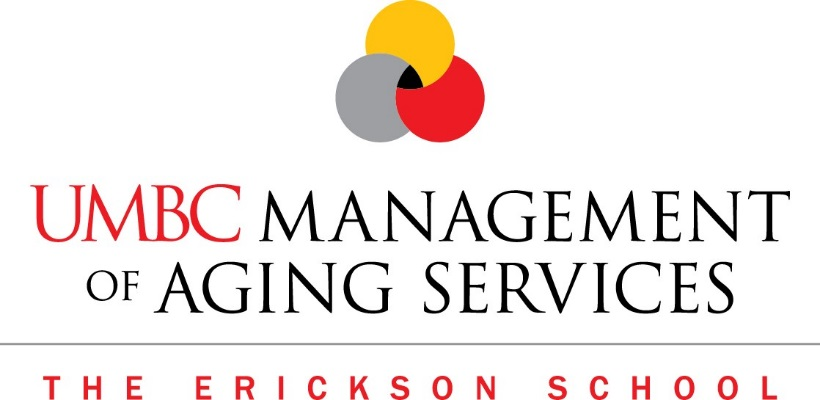 UMBC MANAGEMENT
OF AGING SERVICES
THE ERICKSON SCHOOL